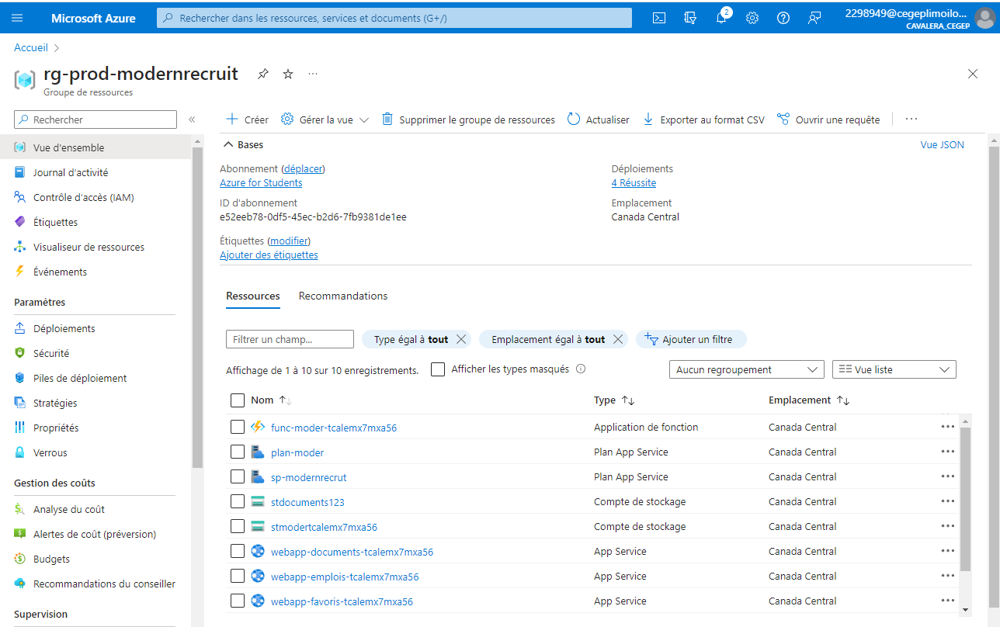 Microsoft Azure
Rechercher dans les ressources, services et documents (G+/)
2
2298949@cegeplimoilo...
CAVALERA_CEGEP
Accueil
rg-prod-modernrecruit
Groupe de ressources
Rechercher
Créer
Gérer la vue
Supprimer le groupe de ressources
Actualiser
Exporter au format CSV
Ouvrir une requête
Vue d'ensemble
Journal d'activité
Contrôle d'accès (IAM)
Étiquettes
Visualiseur de ressources
Événements
Paramètres
Déploiements
Sécurité
Piles de déploiement
Stratégies
Propriétés
Verrous
Gestion des coûts
Analyse du coût
Alertes de coût (préversion)
Budgets
Recommandations du conseiller
Supervision
Bases
Vue JSON
Abonnement (déplacer)
Azure for Students
ID d'abonnement
e52eeb78-0df5-45ec-b2d6-7fb9381de1ee
Étiquettes (modifier)
Ajouter des étiquettes
Déploiements
4 Réussite
Emplacement
Canada Central
Ressources
Recommandations
Filtrer un champ...
Type égal à tout
Emplacement égal à tout
Ajouter un filtre
Affichage de 1 à 10 sur 10 enregistrements.
Afficher les types masqués
Aucun regroupement
Vue liste
Nom Type Emplacement
func-moder-tcalemx7mxa56 Application de fonction Canada Central
plan-moder Plan App Service Canada Central
sp-modernrecrut Plan App Service Canada Central
stdocuments123 Compte de stockage Canada Central
stmodertcalemx7mxa56 Compte de stockage Canada Central
webapp-documents-tcalemx7mxa56 App Service Canada Central
webapp-emplois-tcalemx7mxa56 App Service Canada Central
webapp-favoris-tcalemx7mxa56 App Service Canada Central